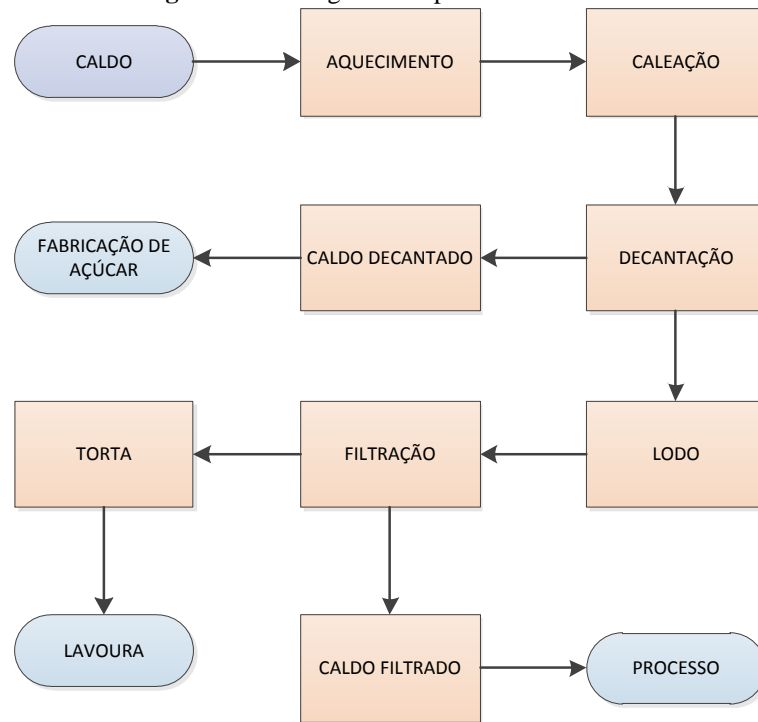 CALDO
AQUECIMENTO
CALEAÇÃO
FABRICAÇÃO DE
AÇÚCAR
CALDO DECANTADO
DECANTAÇÃO
TORTA
FILTRAÇÃO
LODO
LAVOURA
CALDO FILTRADO
PROCESSO